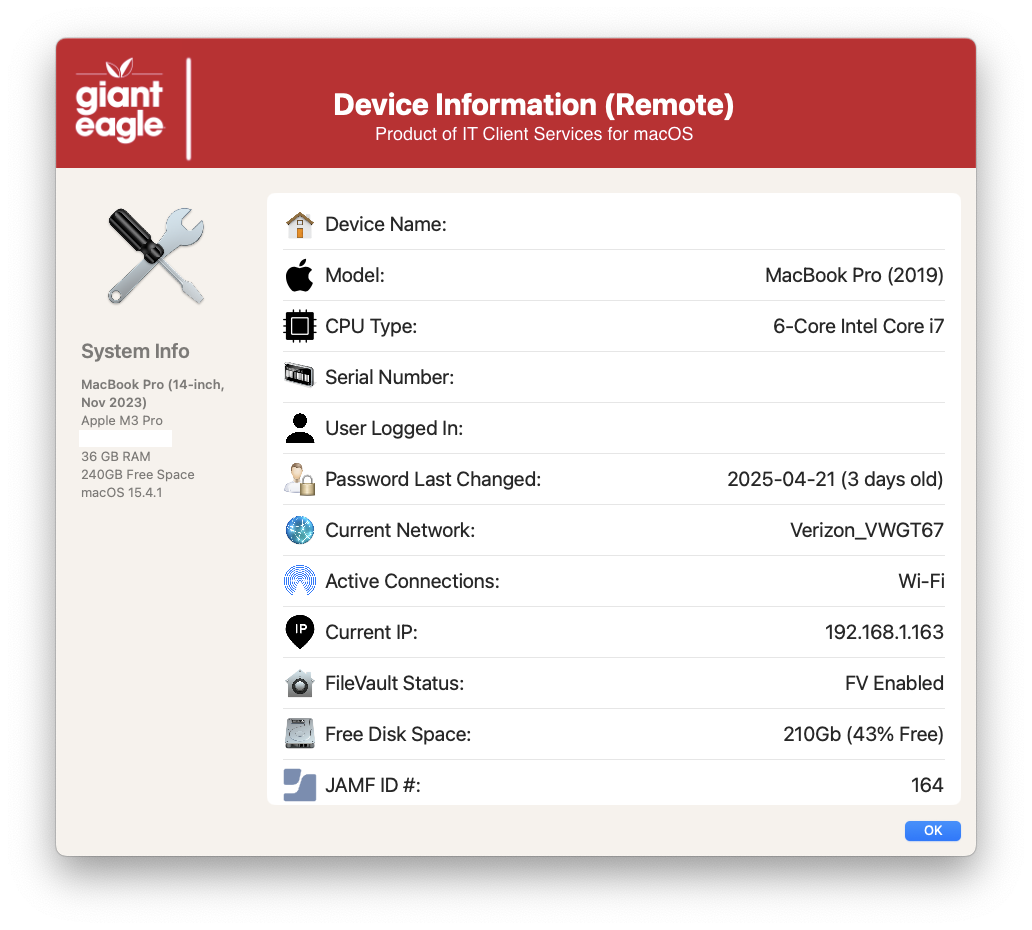 giant
eagle
Device Information (Remote)
Product of IT Client Services for macOS
System Info
MacBook Pro (14-inch,
Nov 2023)
Apple M3 Pro
36 GB RAM
240GB Free Space
macOS 15.4.1
Device Name:
Model: MacBook Pro (2019)
CPU Type: 6-Core Intel Core i7
Serial Number:
User Logged In:
Password Last Changed: 2025-04-21 (3 days old)
Current Network: Verizon_VWGT67
Active Connections: Wi-Fi
IP
Current IP: 192.168.1.163
FileVault Status: FV Enabled
Free Disk Space: 210Gb (43% Free)
JAMF ID #: 164
OK